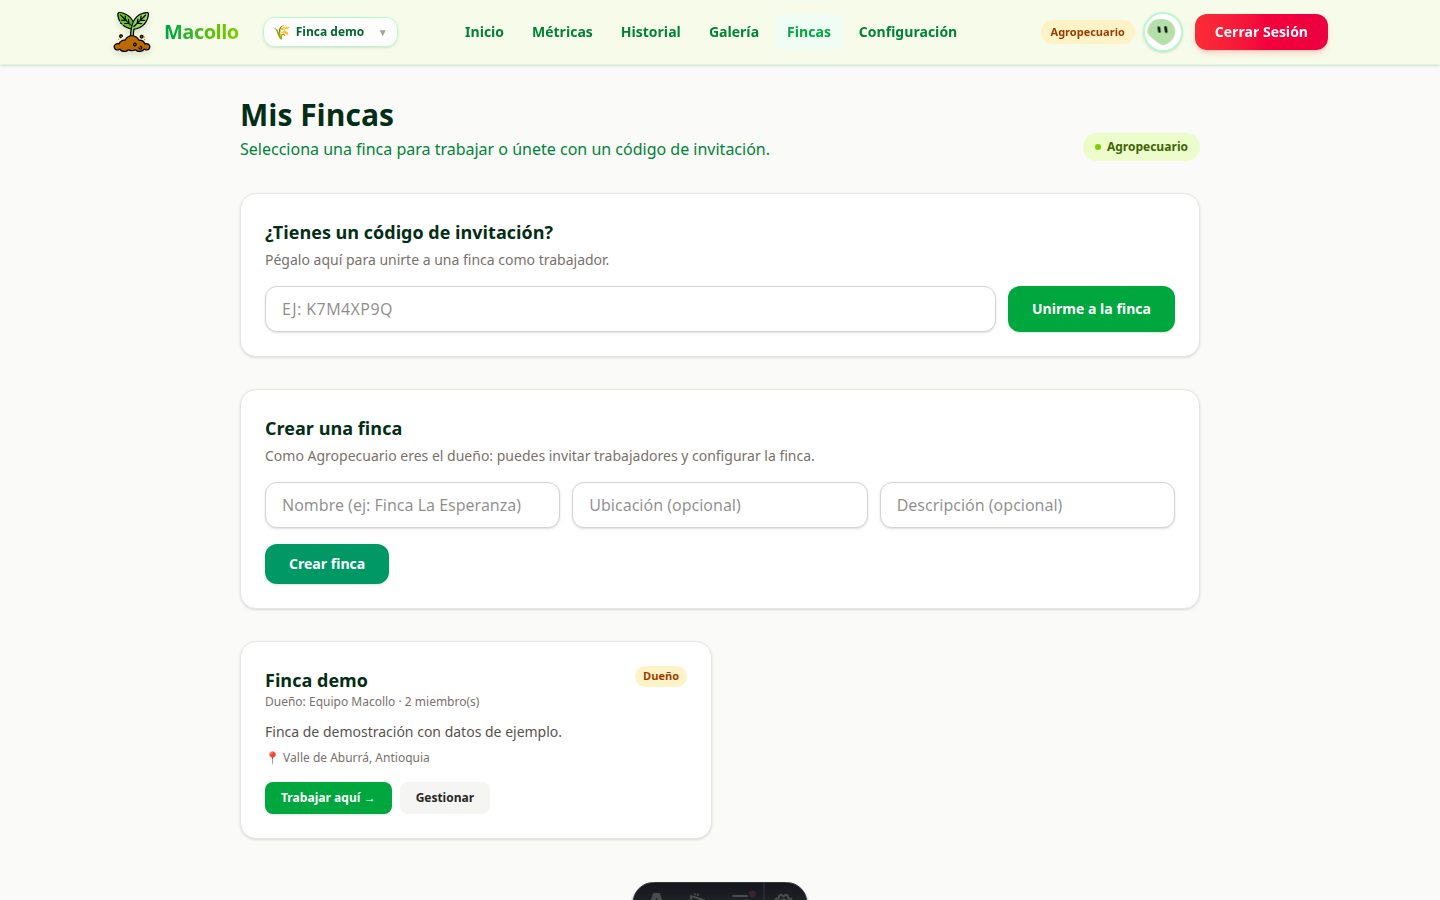 Macollo
Finca demo
Inicio
Métricas
Historial
Galería
Fincas
Configuración
Agropecuario
Cerrar Sesión
Mis Fincas
Selecciona una finca para trabajar o únete con un código de invitación.
Agropecuario
¿Tienes un código de invitación?
Pégalo aquí para unirte a una finca como trabajador.
EJ: K7M4XP9Q
Unirme a la finca
Crear una finca
Como Agropecuario eres el dueño: puedes invitar trabajadores y configurar la finca.
Nombre (ej: Finca La Esperanza)
Ubicación (opcional)
Descripción (opcional)
Crear finca
Finca demo
Dueño
Dueño: Equipo Macollo · 2 miembro(s)
Finca de demostración con datos de ejemplo.
Valle de Aburrá, Antioquia
Trabajar aquí →
Gestionar